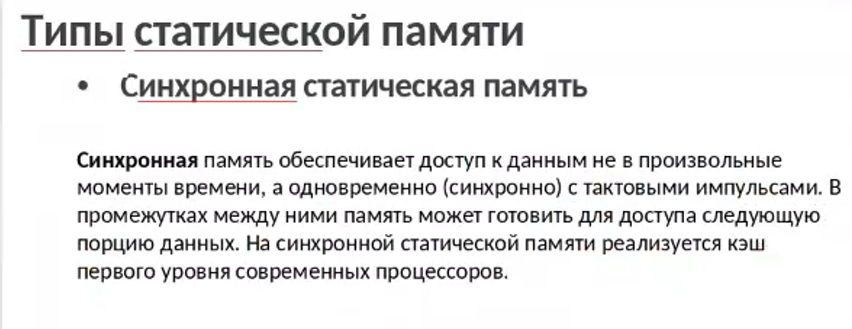 Типы статической памяти
• Синхронная статическая память
Синхронная память обеспечивает доступ к данным не в произвольные
моменты времени, а одновременно (синхронно) с тактовыми импульсами. В
промежутках между ними память может готовить для доступа следующую
порцию данных. На синхронной статической памяти реализуется кэш
первого уровня современных процессоров.